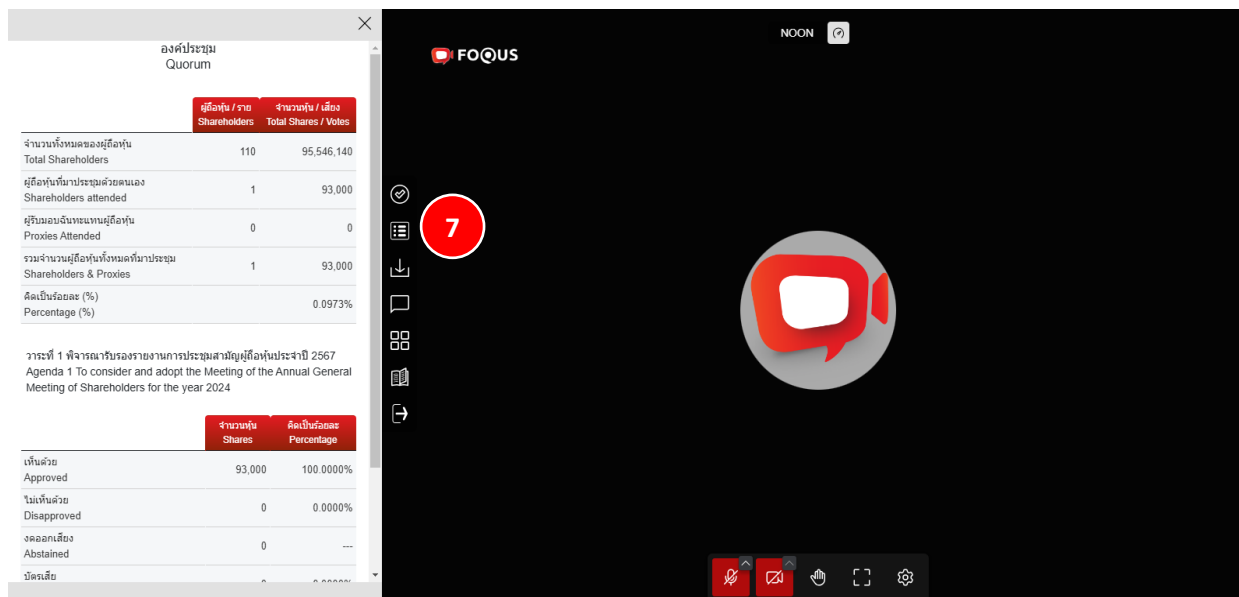 องค์ประชุม
Quorum
ผู้ถือหุ้น / ราย จำนวนหุ้น / เสียง
Shareholders Total Shares / Votes
จำนวนทั้งหมดของผู้ถือหุ้น
Total Shareholders
110 95,546,140
ผู้ถือหุ้นที่มาประชุมด้วยตนเอง
Shareholders attended
1 93,000
ผู้รับมอบฉันทะแทนผู้ถือหุ้น
Proxies Attended
0 0
รวมจำนวนผู้ถือหุ้นทั้งหมดที่มาประชุม
Shareholders & Proxies
1 93,000
คิดเป็นร้อยละ (%)
Percentage (%)
0.0973%
วาระที่ 1 พิจารณารับรองรายงานการประชุมสามัญผู้ถือหุ้นประจำปี 2567
Agenda 1 To consider and adopt the Meeting of the Annual General
Meeting of Shareholders for the year 2024
จำนวนหุ้น คิดเป็นร้อยละ
Shares Percentage
เห็นด้วย
Approved
93,000 100.0000%
ไม่เห็นด้วย
Disapproved
0 0.0000%
งดออกเสียง
Abstained
0 ---
บัตรเสีย
7
FOQUS
NOON